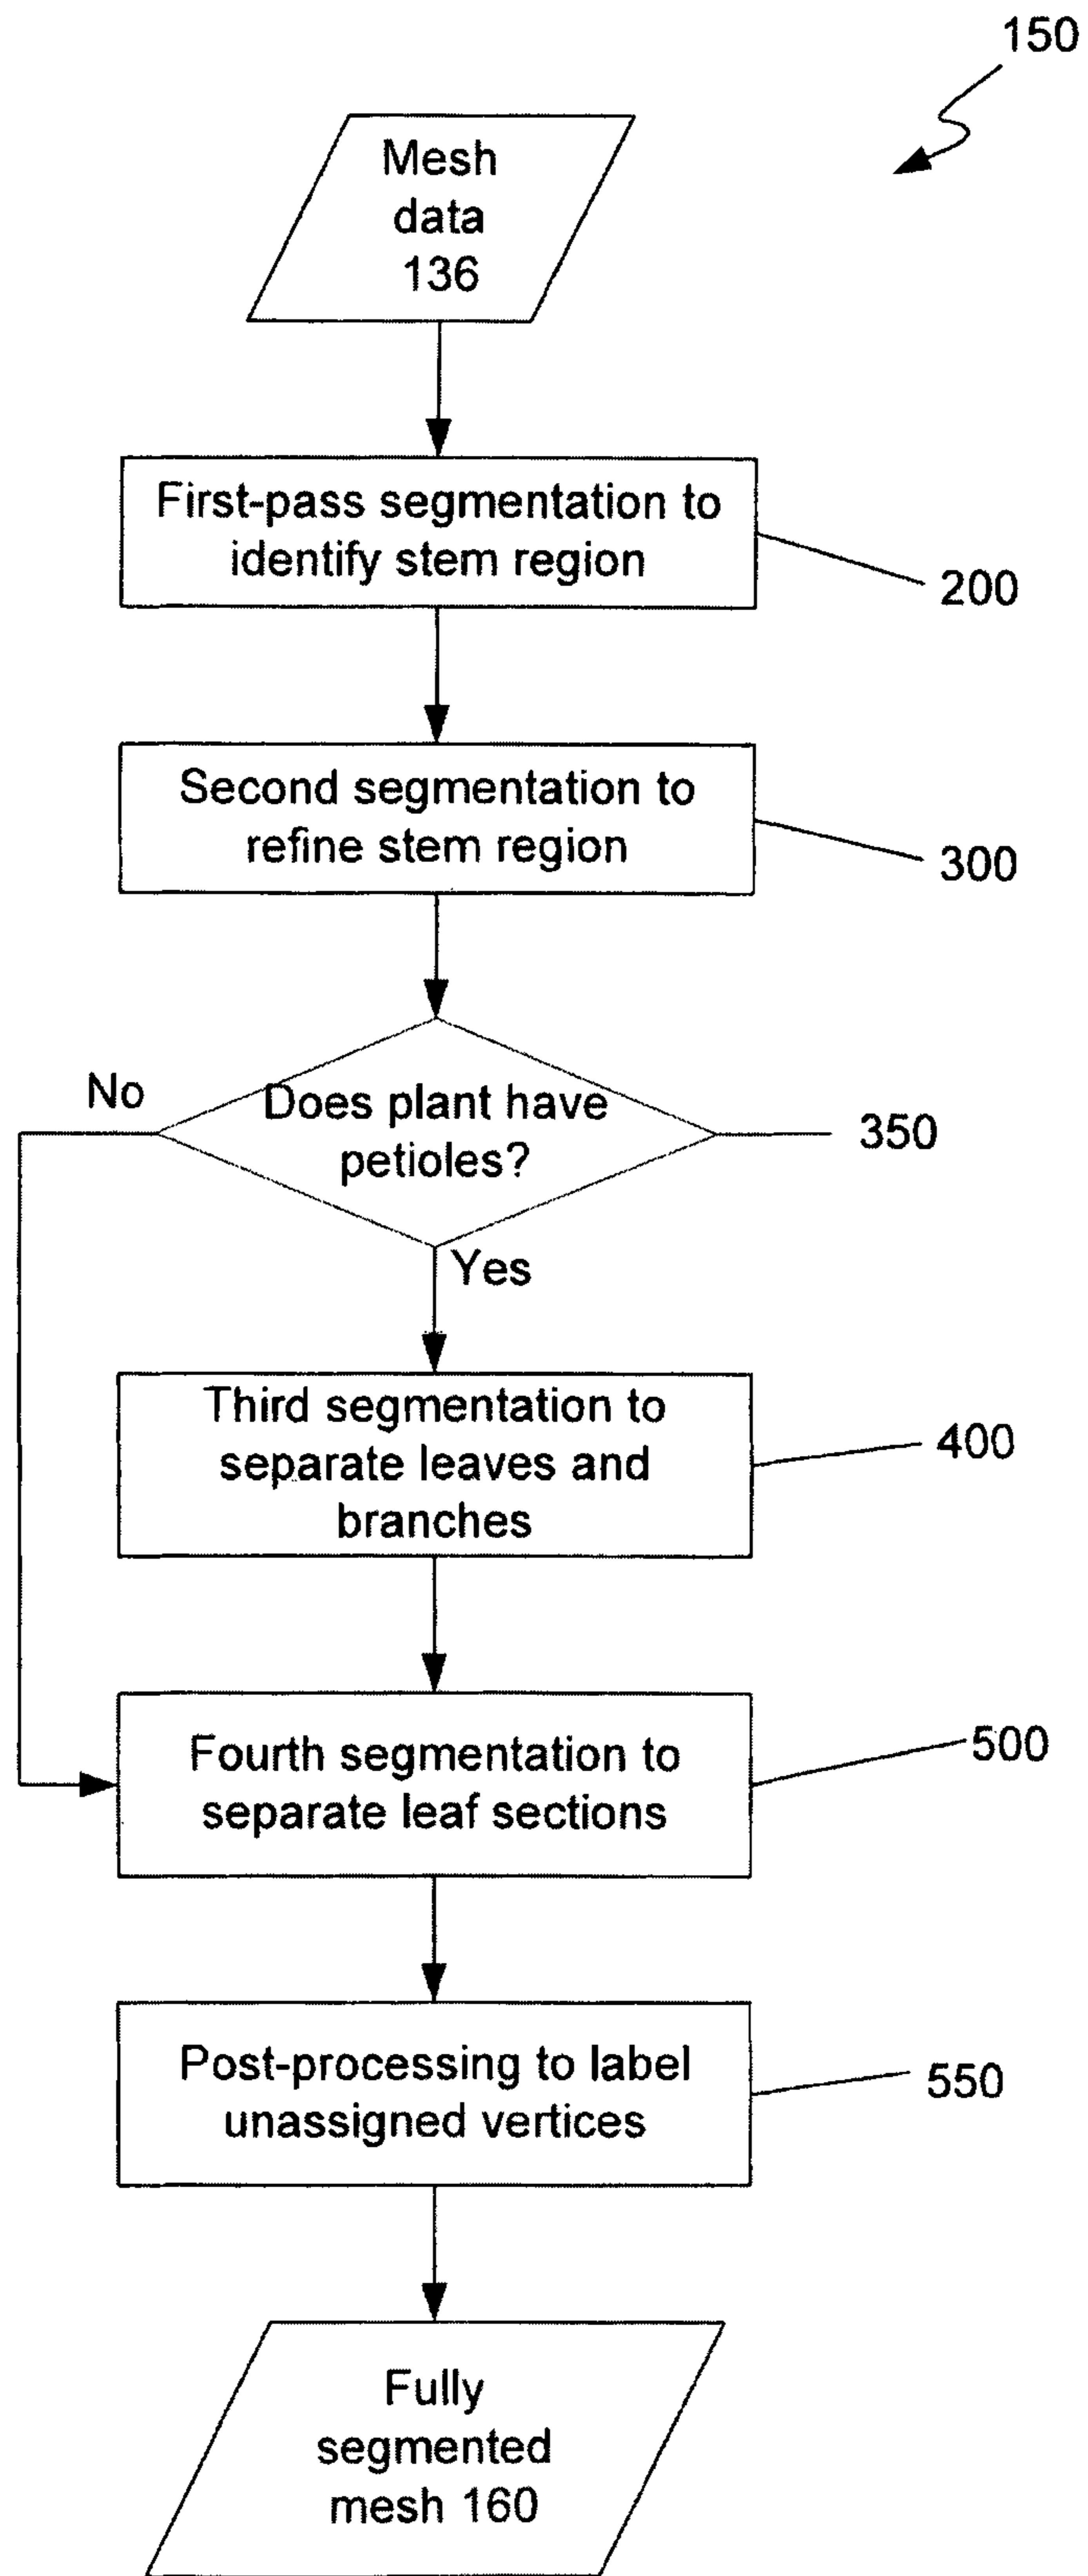 150
Mesh
data
136
First-pass segmentation to
identify stem region
200
Second segmentation to
refine stem region
300
No
Does plant have
petioles?
350
Yes
Third segmentation to
separate leaves and
branches
400
Fourth segmentation to
separate leaf sections
500
Post-processing to label
unassigned vertices
550
Fully
segmented
mesh 160